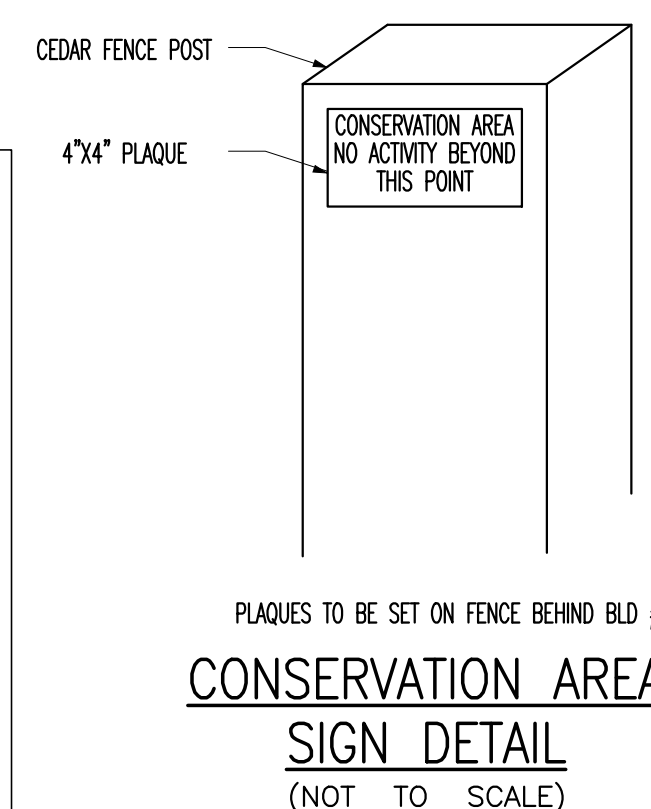 CEDAR FENCE POST
4"X4" PLAQUE
CONSERVATION AREA
NO ACTIVITY BEYOND
THIS POINT
PLAQUES TO BE SET ON FENCE BEHIND BLD
CONSERVATION AREA
SIGN DETAIL
(NOT TO SCALE)